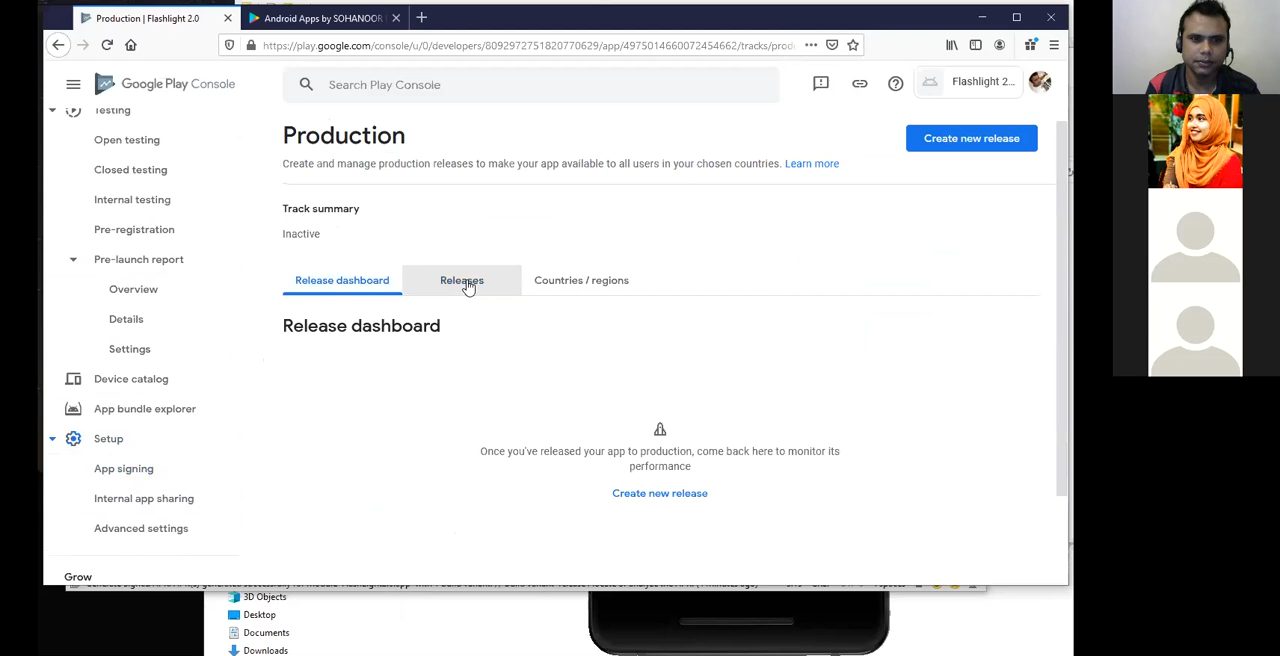 Production | Flashlight 2.0
Android Apps by SOHANOOR
https://play.google.com/console/u/0/developers/8092972751820770629/app/4975014660072454662/tracks/prod
Google Play Console
Search Play Console
Flashlight 2...
Testing
Open testing
Closed testing
Internal testing
Pre-registration
Pre-launch report
Overview
Details
Settings
Device catalog
App bundle explorer
Setup
App signing
Internal app sharing
Advanced settings
Grow
Production
Create new release
Create and manage production releases to make your app available to all users in your chosen countries. Learn more
Track summary
Inactive
Release dashboard
Releases
Countries / regions
Release dashboard
Once you've released your app to production, come back here to monitor its
performance
Create new release
3D Objects
Desktop
Documents
Downloads